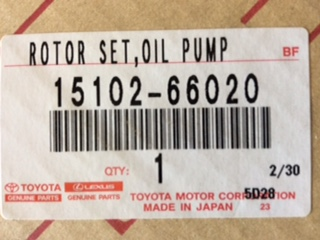 ROTOR SET,OIL PUMP
BF
15102-66020
QTY: 1
2/30
TOYOTA GENUINE PARTS
LEXUS GENUINE PARTS
TOYOTA MOTOR CORPORATION
5D28
MADE IN JAPAN 23